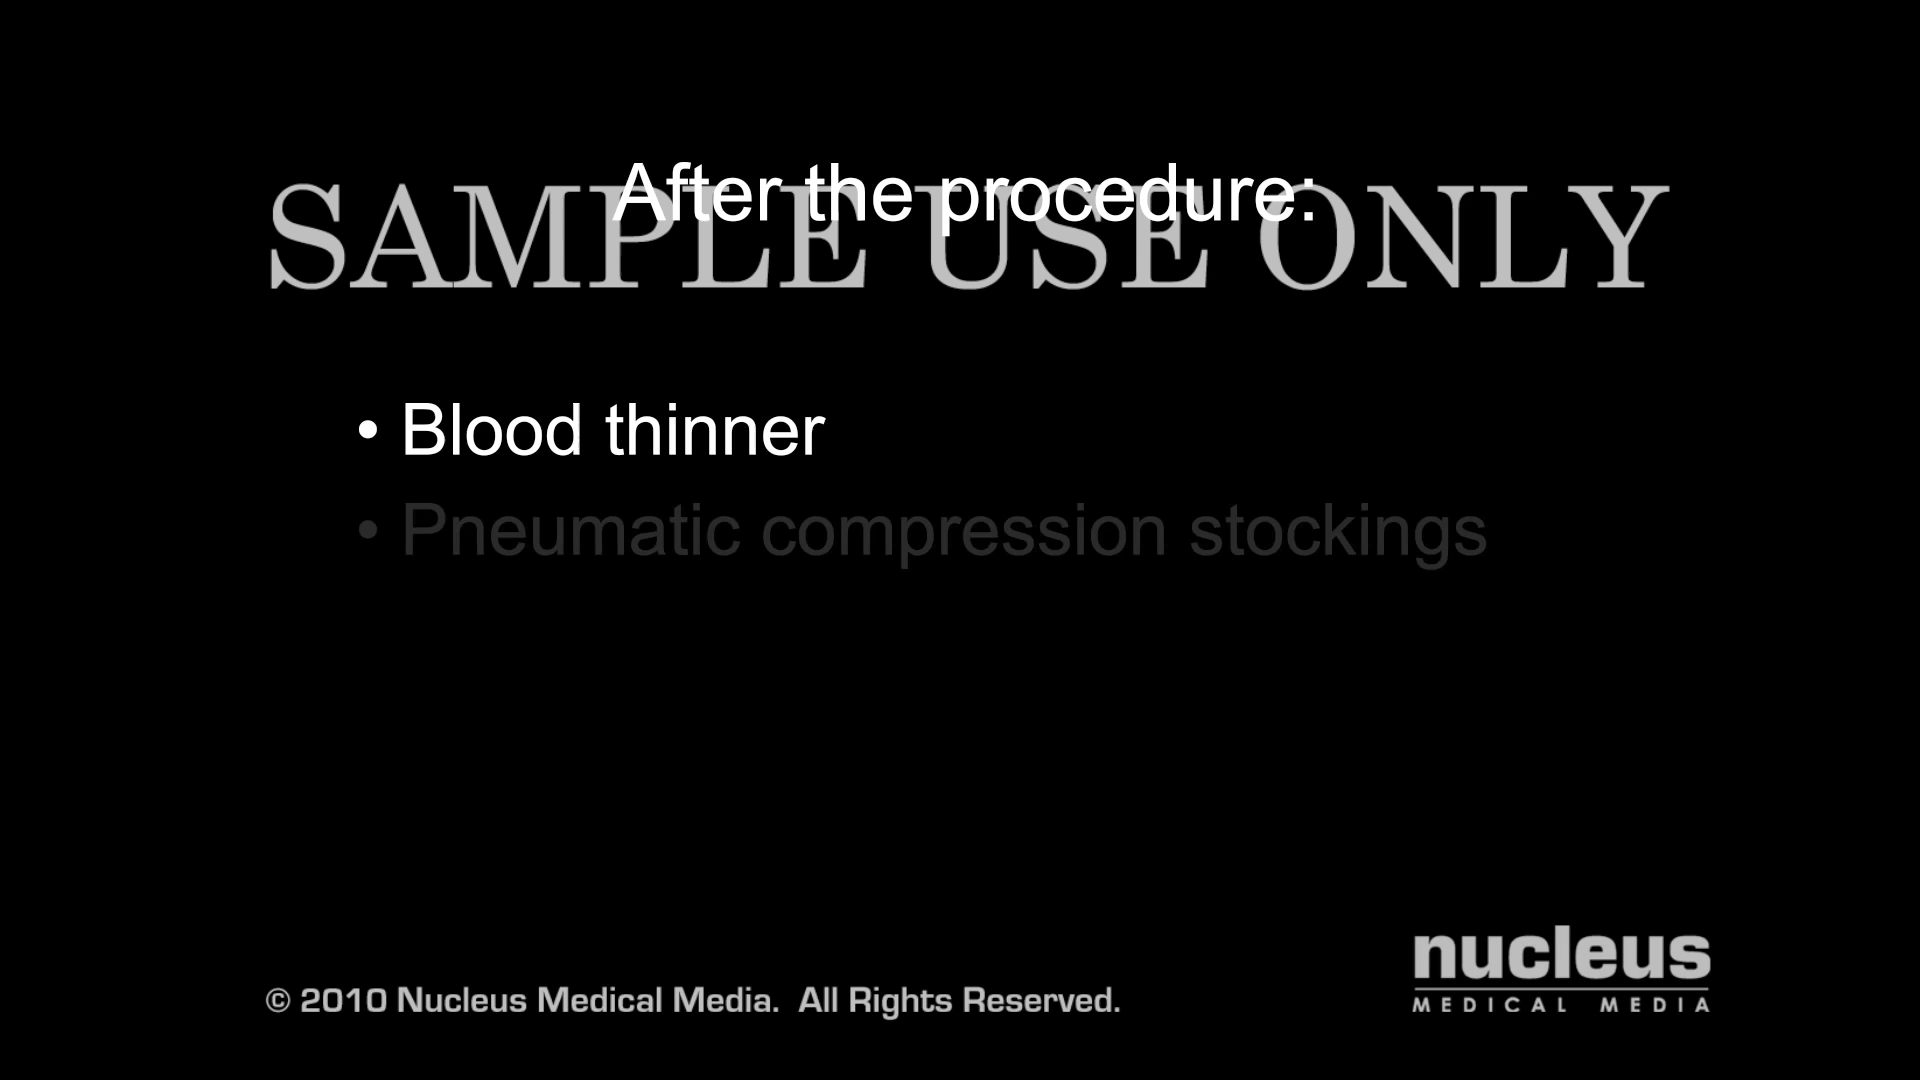 After the procedure:
SAMPLE USE ONLY
• Blood thinner
• Pneumatic compression stockings
nucleus
MEDICAL MEDIA
© 2010 Nucleus Medical Media. All Rights Reserved.